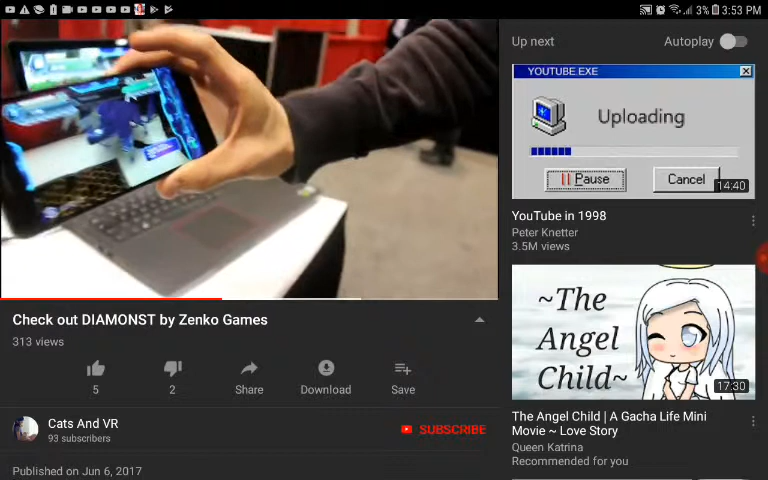 3% 3:53 PM
Up next
Autoplay
YOUTUBE.EXE
Uploading
Pause
Cancel
14:40
YouTube in 1998
Peter Knetter
3.5M views
~The
Angel
Child~
17:30
The Angel Child | A Gacha Life Mini
Movie ~ Love Story
Queen Katrina
Recommended for you
Check out DIAMONST by Zenko Games
313 views
5
2
Share
Download
Save
Cats And VR
93 subscribers
SUBSCRIBE
Published on Jun 6, 2017